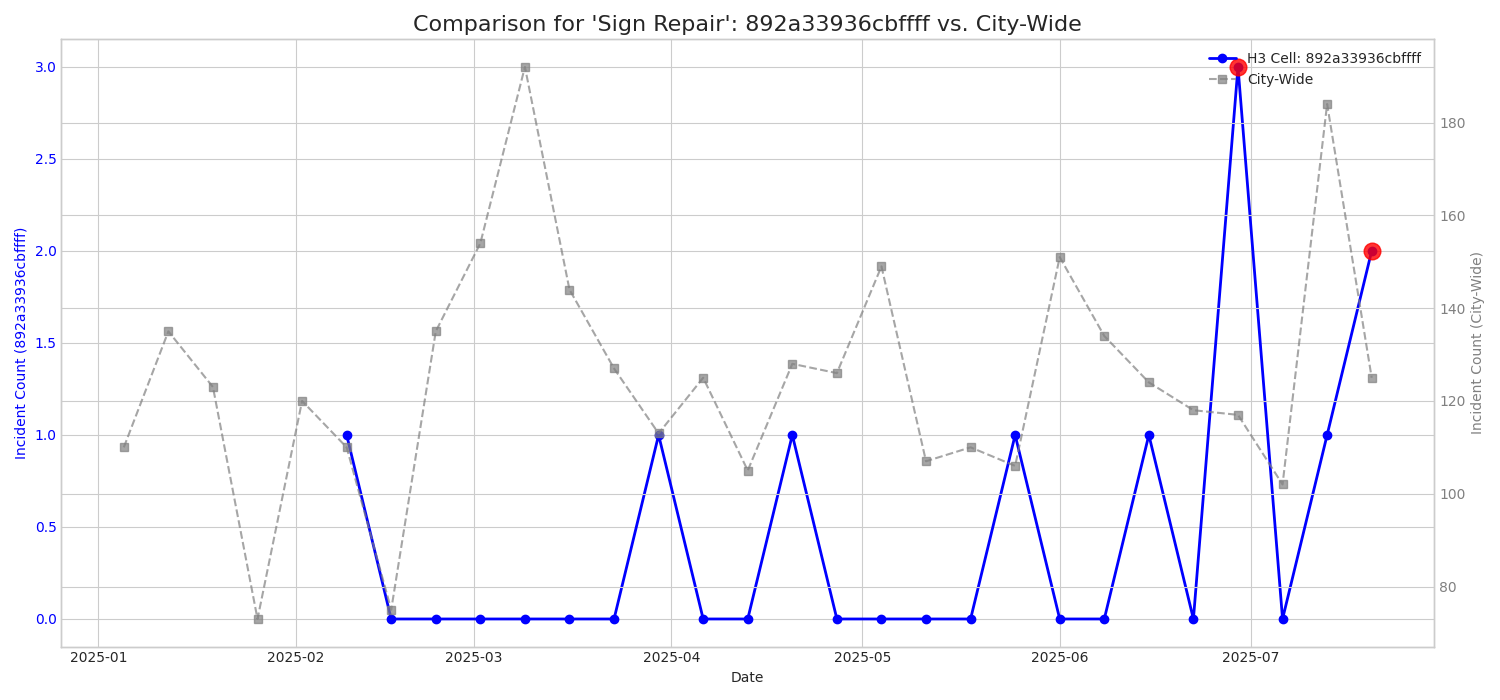 Comparison for 'Sign Repair': 892a33936cbffff vs. City-Wide
H3 Cell: 892a33936cbffff
City-Wide
Incident Count (892a33936cbffff)
3.0
2.5
2.0
1.5
1.0
0.5
0.0
180
160
140
120
100
80
Incident Count (City-Wide)
2025-01 2025-02 2025-03 2025-04 2025-05 2025-06 2025-07
Date